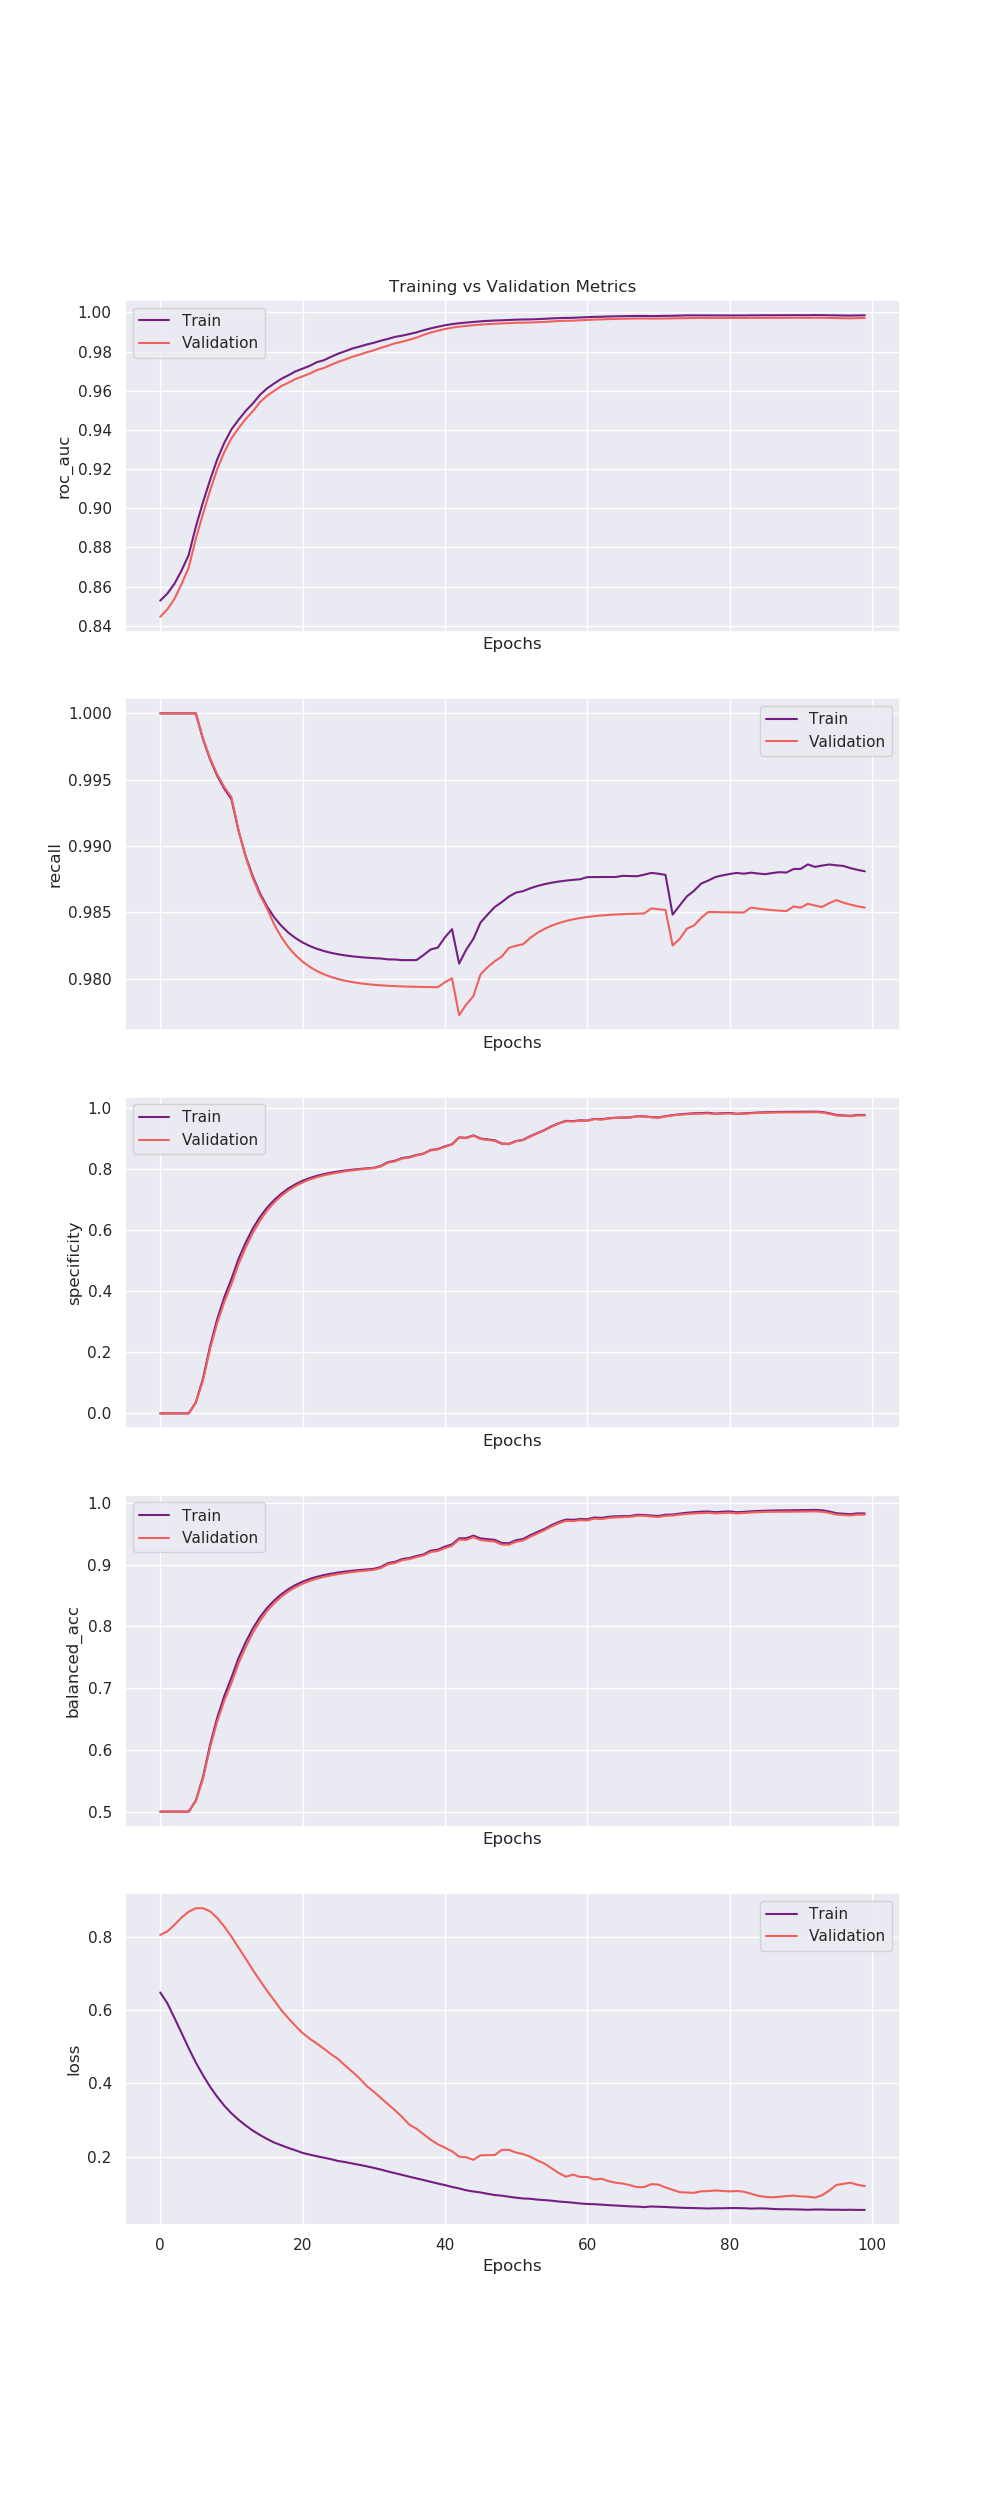 Training vs Validation Metrics
1.00
0.98
0.96
0.94
0.92
0.90
0.88
0.86
0.84
roc_auc
Train
Validation
Epochs
1.000
0.995
0.990
0.985
0.980
recall
Train
Validation
Epochs
1.0
0.8
0.6
0.4
0.2
0.0
specificity
Train
Validation
Epochs
1.0
0.9
0.8
0.7
0.6
0.5
balanced_acc
Train
Validation
Epochs
0.8
0.6
0.4
0.2
loss
Train
Validation
0 20 40 60 80 100
Epochs